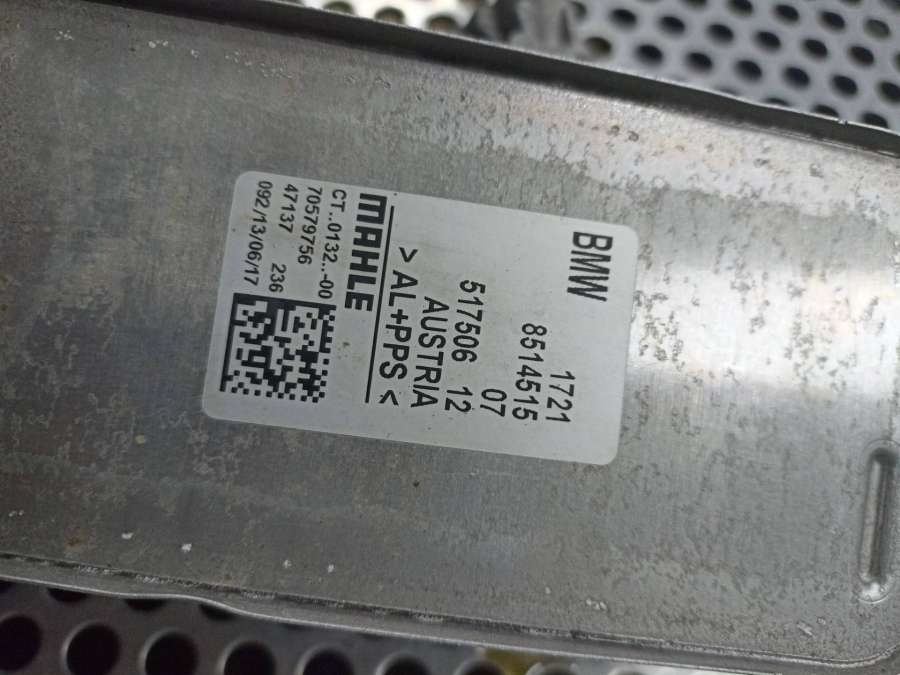 BMW 1721
8514515
07
517506 12
AUSTRIA
>AL+PPS<
MAHLE
CT..0132..-00
70579756
47137 236
092/13/06/17